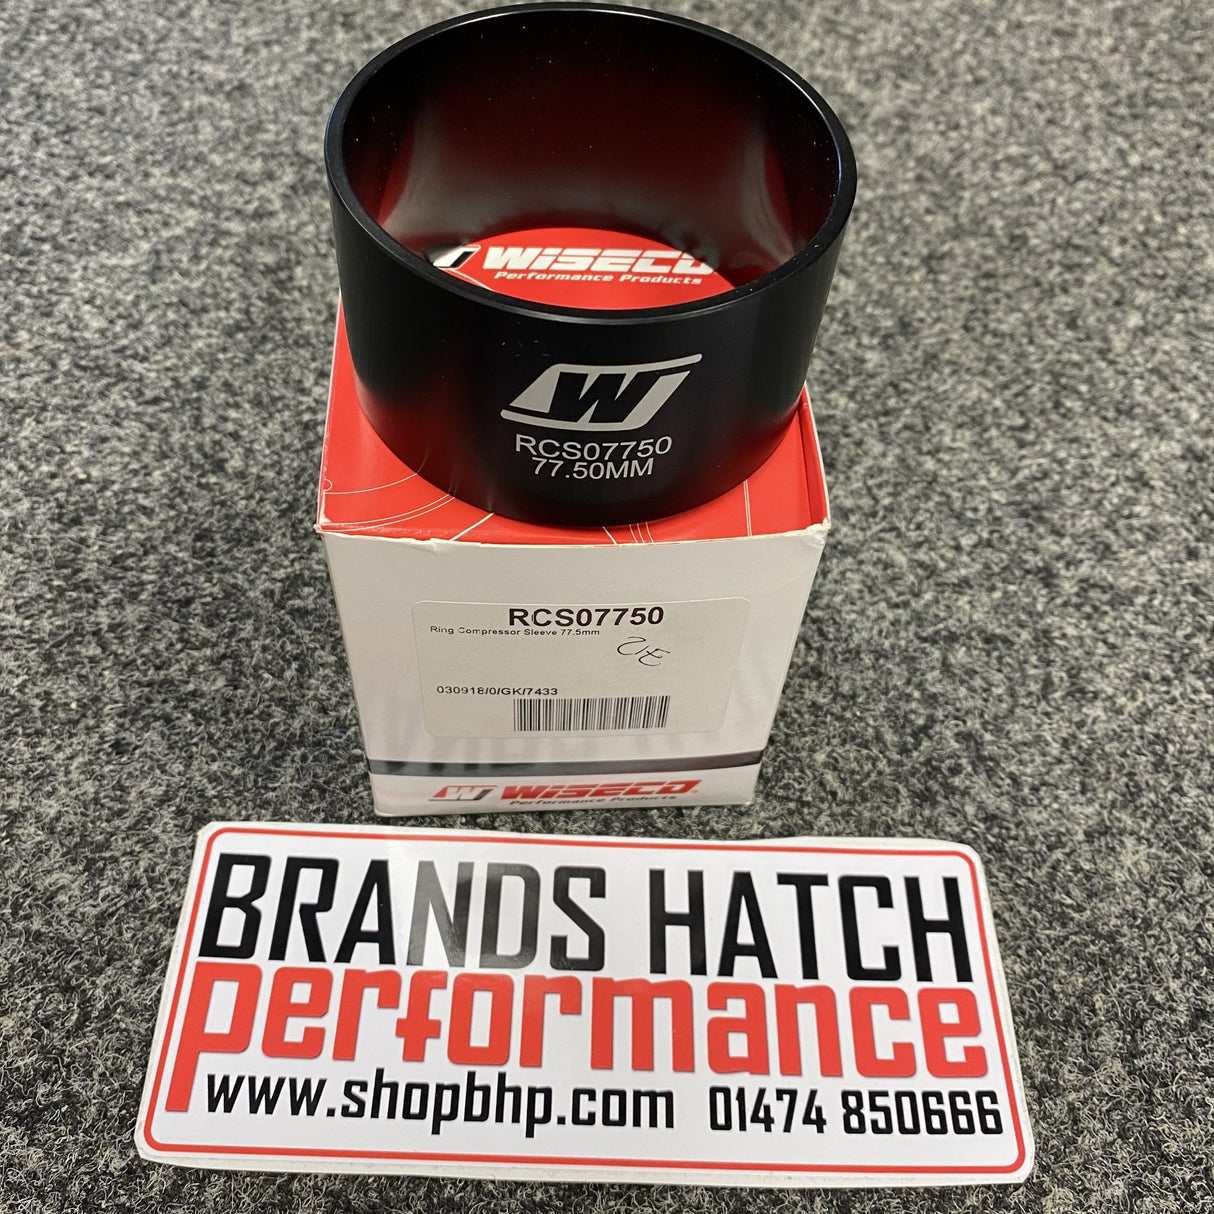 WISECO
Performance Products
W
RCS07750
77.50MM
RCS07750
Ring Compressor Sleeve 77.5mm
030918/0/GK/7433
W WISECO
Performance Products
BRANDS HATCH
performance
www.shopbhp.com 01474 850666